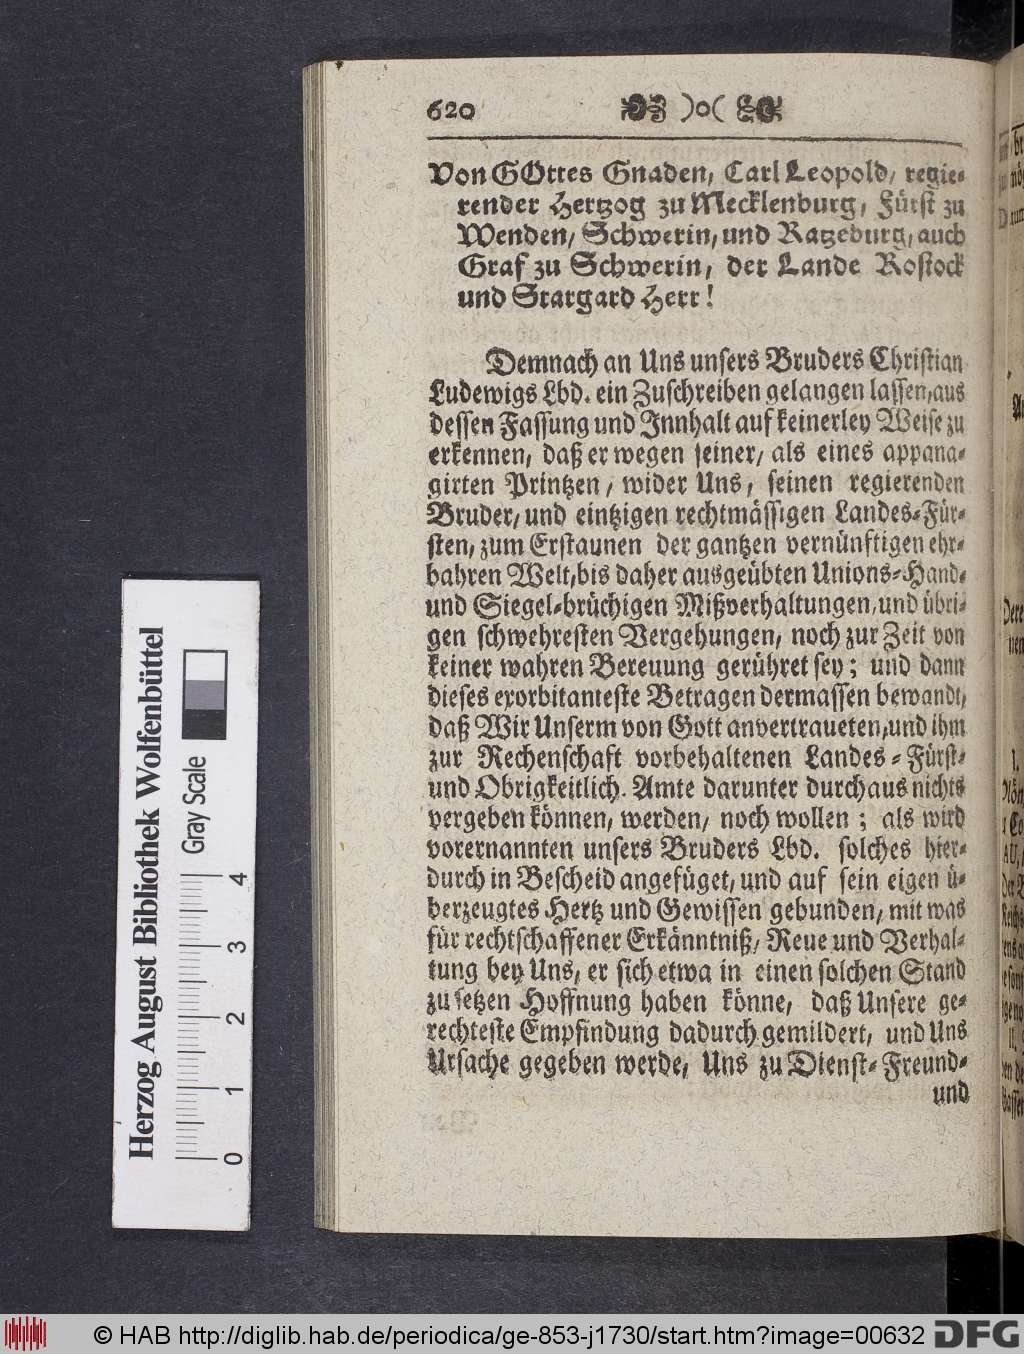 620 )o(
Von GOttes Gnaden, Carl Leopold, regie-
render Hertzog zu Mecklenburg, Fürst zu
Wenden, Schwerin, und Ratzeburg, auch
Graf zu Schwerin, der Lande Rostock
und Stargard Herr!
Demnach an Uns unsers Bruders Christian
Ludewigs Lbd. ein Zuschreiben gelangen lassen, aus
dessen Fassung und Innhalt auf keinerley Weise zu
erkennen, daß er wegen seiner, als eines appana-
girten Printzen, wider Uns, seinen regierenden
Bruder, und eintzigen rechtmässigen Landes-Für-
sten, zum Erstaunen der gantzen vernünftigen ehr-
bahren Welt, bis daher ausgeübten Unions-Hand-
und Siegel-brüchigen Mißverhaltungen, und übri-
gen schwehresten Vergehungen, noch zur Zeit von
keiner wahren Bereuung gerühret sey; und dann
dieses exorbitanteste Betragen dermassen bewandt,
daß Wir Unserm von Gott anvertraueten, und ihm
zur Rechenschaft vorbehaltenen Landes-Fürst-
und Obrigkeitlich. Amte darunter durchaus nichts
vergeben können, werden, noch wollen; als wird
vorernannten unsers Bruders Lbd. solches hier-
durch in Bescheid angefüget, und auf sein eigen ü-
berzeugtes Hertz und Gewissen gebunden, mit was
für rechtschaffener Erkänntniß, Reue und Verhal-
tung bey Uns, er sich etwa in einen solchen Stand
zu setzen Hoffnung haben könne, daß Unsere ge-
rechteste Empfindung dadurch gemildert, und Uns
Ursache gegeben werde, Uns zu Dienst-Freund-
und
Herzog August Bibliothek Wolfenbüttel
Gray Scale
0 1 2 3 4
© HAB http://diglib.hab.de/periodica/ge-853-j1730/start.htm?image=00632 DFG